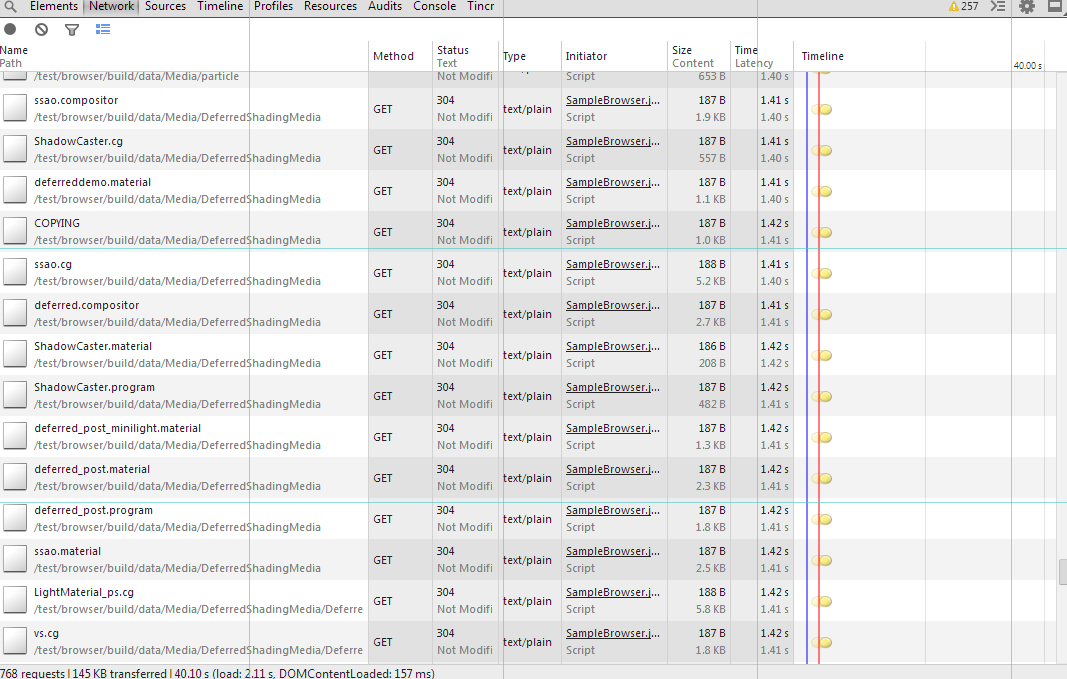 Elements Network Sources Timeline Profiles Resources Audits Console Tincr 257
Name Method Status Type Initiator Size Time Timeline
Path Text Content Latency 40.00 s
/test/browser/build/data/Media/particle Not Modifi Script 653 B 1.40 s
ssao.compositor GET 304 text/plain SampleBrowser.j... 187 B 1.41 s
/test/browser/build/data/Media/DeferredShadingMedia Not Modifi Script 1.9 KB 1.40 s
ShadowCaster.cg GET 304 text/plain SampleBrowser.j... 187 B 1.41 s
/test/browser/build/data/Media/DeferredShadingMedia Not Modifi Script 557 B 1.40 s
deferreddemo.material GET 304 text/plain SampleBrowser.j... 187 B 1.41 s
/test/browser/build/data/Media/DeferredShadingMedia Not Modifi Script 1.1 KB 1.40 s
COPYING GET 304 text/plain SampleBrowser.j... 187 B 1.42 s
/test/browser/build/data/Media/DeferredShadingMedia Not Modifi Script 1.0 KB 1.41 s
ssao.cg GET 304 text/plain SampleBrowser.j... 188 B 1.41 s
/test/browser/build/data/Media/DeferredShadingMedia Not Modifi Script 5.2 KB 1.40 s
deferred.compositor GET 304 text/plain SampleBrowser.j... 187 B 1.41 s
/test/browser/build/data/Media/DeferredShadingMedia Not Modifi Script 2.7 KB 1.41 s
ShadowCaster.material GET 304 text/plain SampleBrowser.j... 186 B 1.42 s
/test/browser/build/data/Media/DeferredShadingMedia Not Modifi Script 208 B 1.42 s
ShadowCaster.program GET 304 text/plain SampleBrowser.j... 187 B 1.42 s
/test/browser/build/data/Media/DeferredShadingMedia Not Modifi Script 482 B 1.41 s
deferred_post_minilight.material GET 304 text/plain SampleBrowser.j... 187 B 1.42 s
/test/browser/build/data/Media/DeferredShadingMedia Not Modifi Script 1.3 KB 1.41 s
deferred_post.material GET 304 text/plain SampleBrowser.j... 187 B 1.42 s
/test/browser/build/data/Media/DeferredShadingMedia Not Modifi Script 2.3 KB 1.41 s
deferred_post.program GET 304 text/plain SampleBrowser.j... 187 B 1.42 s
/test/browser/build/data/Media/DeferredShadingMedia Not Modifi Script 1.8 KB 1.41 s
ssao.material GET 304 text/plain SampleBrowser.j... 187 B 1.42 s
/test/browser/build/data/Media/DeferredShadingMedia Not Modifi Script 2.5 KB 1.41 s
LightMaterial_ps.cg GET 304 text/plain SampleBrowser.j... 188 B 1.42 s
/test/browser/build/data/Media/DeferredShadingMedia/Deferre Not Modifi Script 5.8 KB 1.41 s
vs.cg GET 304 text/plain SampleBrowser.j... 187 B 1.42 s
/test/browser/build/data/Media/DeferredShadingMedia/Deferre Not Modifi Script 1.8 KB 1.41 s
768 requests | 145 KB transferred | 40.10 s (load: 2.11 s, DOMContentLoaded: 157 ms)